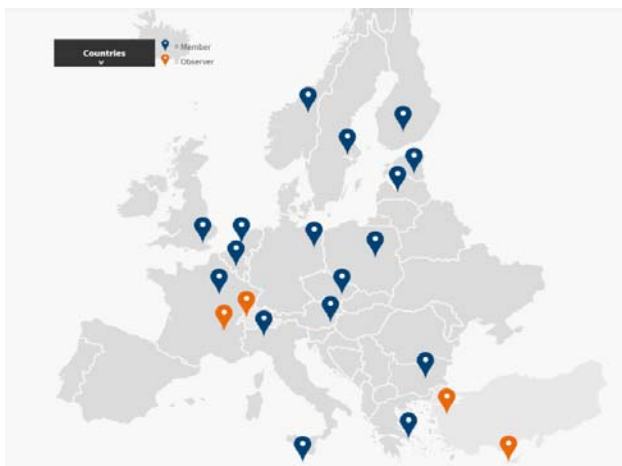 Countries
= Member
= Observer